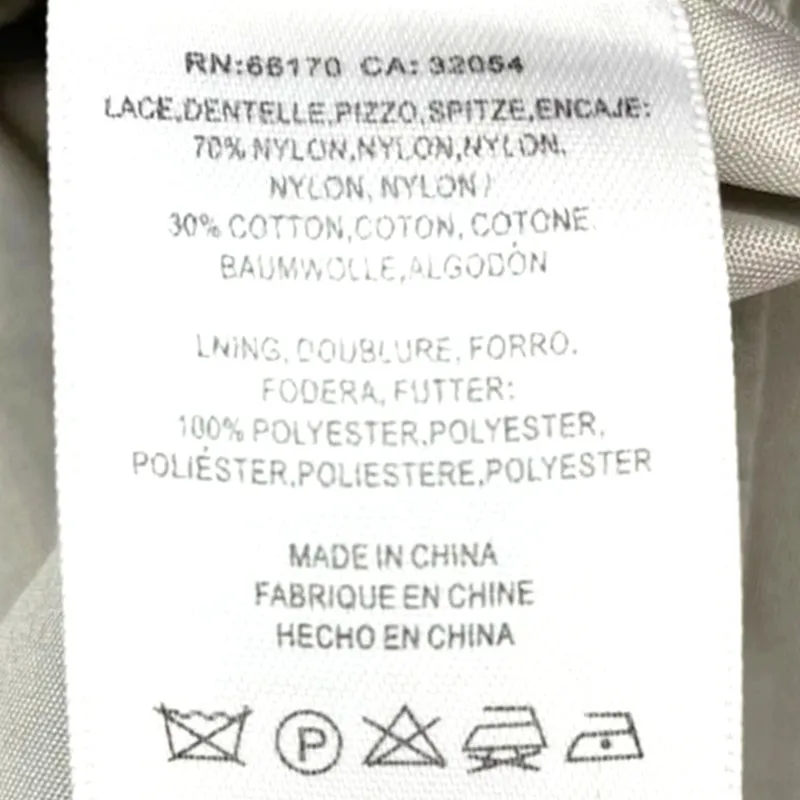 RN:66170 CA: 32054
LACE,DENTELLE,PIZZO,SPITZE,ENCAJE:
70% NYLON,NYLON,NYLON,
NYLON, NYLON/
30% COTTON,COTON, COTONE,
BAUMWOLLE,ALGODÓN
LNING, DOUBLURE, FORRO,
FODERA, FUTTER:
100% POLYESTER,POLYESTER,
POLIÉSTER,POLIESTERE,POLYESTER
MADE IN CHINA
FABRIQUE EN CHINE
HECHO EN CHINA
P